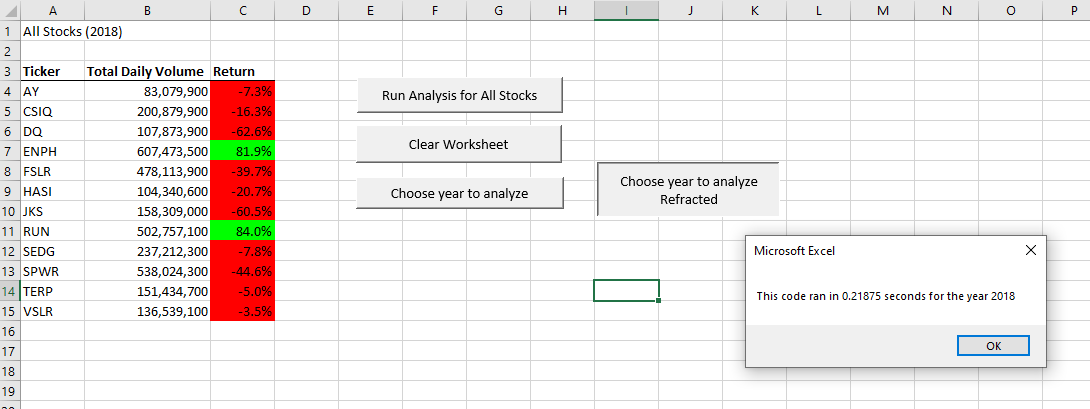 A B C D E F G H I J K L M N O P
1 All Stocks (2018)
2
3 Ticker Total Daily Volume Return
4 AY 83,079,900 -7.3%
5 CSIQ 200,879,900 -16.3%
6 DQ 107,873,900 -62.6%
7 ENPH 607,473,500 81.9%
8 FSLR 478,113,900 -39.7%
9 HASI 104,340,600 -20.7%
10 JKS 158,309,000 -60.5%
11 RUN 502,757,100 84.0%
12 SEDG 237,212,300 -7.8%
13 SPWR 538,024,300 -44.6%
14 TERP 151,434,700 -5.0%
15 VSLR 136,539,100 -3.5%
16
17
18
19
Run Analysis for All Stocks
Clear Worksheet
Choose year to analyze
Choose year to analyze
Refracted
Microsoft Excel
This code ran in 0.21875 seconds for the year 2018
OK